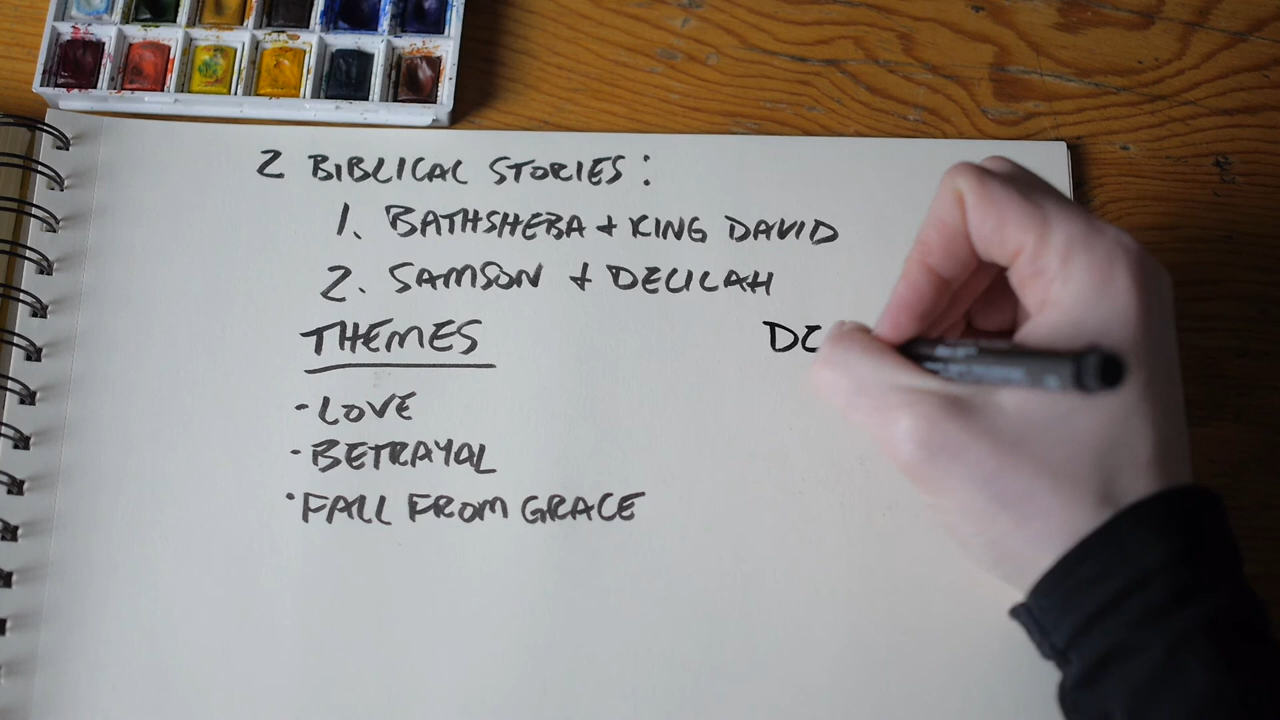 2 BIBLICAL STORIES:
1. BATHSHEBA + KING DAVID
2. SAMSON + DELILAH
THEMES
- LOVE
- BETRAYAL
· FALL FROM GRACE